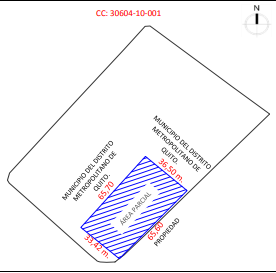 CC: 30604-10-001
N
MUNICIPIO DEL DISTRITO
METROPOLITANO DE
QUITO.
36.50 m
MUNICIPIO DEL DISTRITO
METROPOLITANO DE
QUITO.
65,70
ÁREA PARCIAL
65,60
PROPIEDAD
33,42 m.